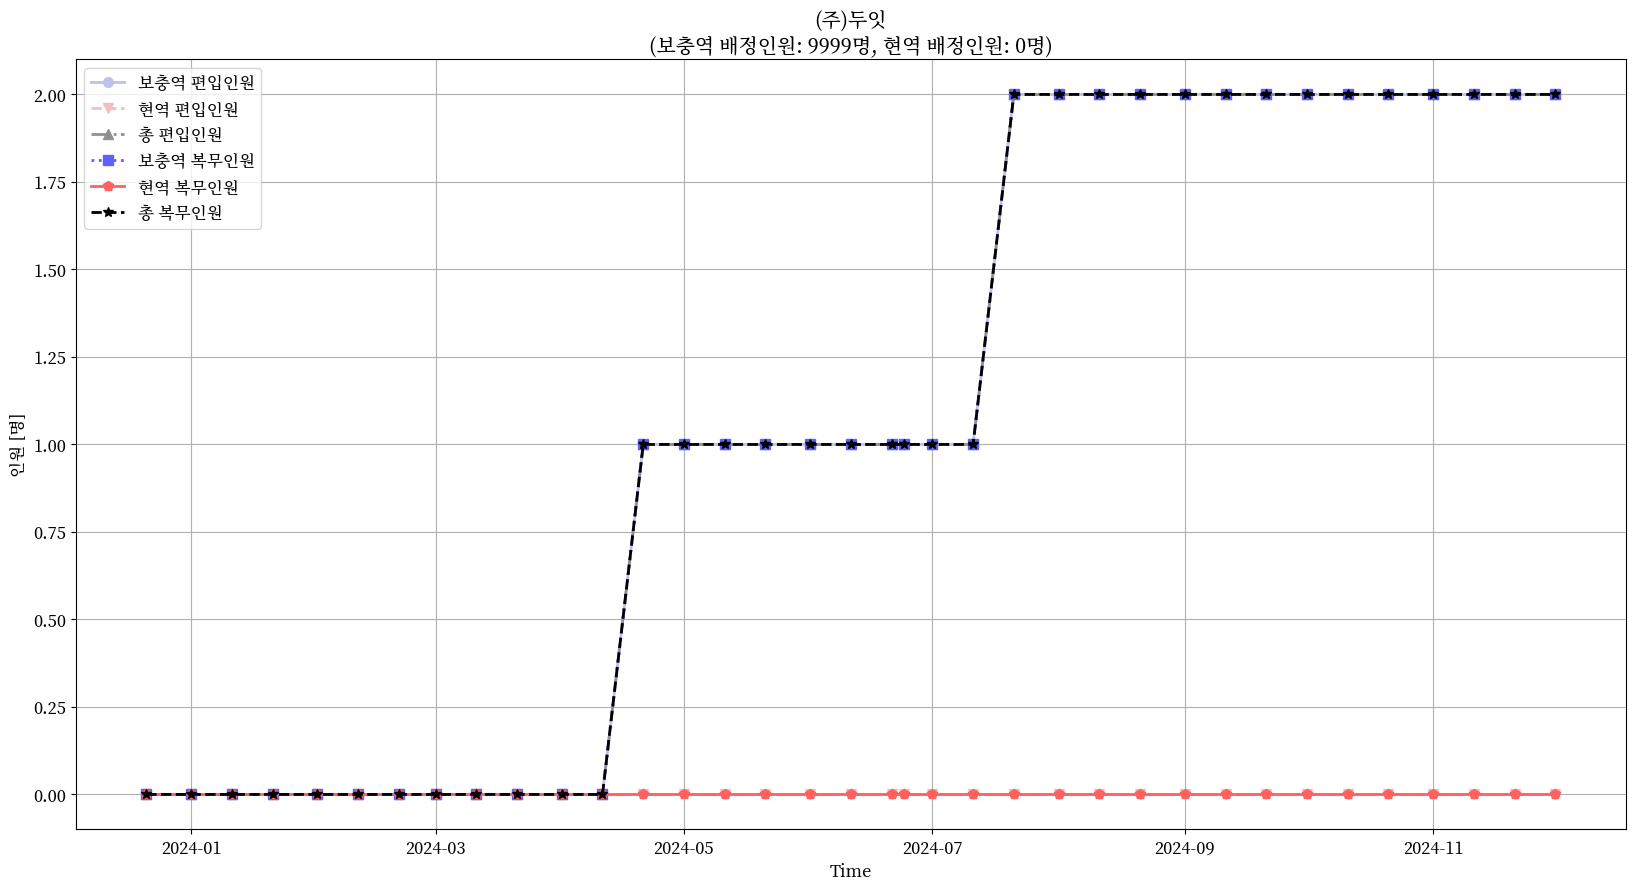 (주)두잇
(보충역 배정인원: 9999명, 현역 배정인원: 0명)
보충역 편입인원
현역 편입인원
총 편입인원
보충역 복무인원
현역 복무인원
총 복무인원
2.00
1.75
1.50
1.25
1.00
0.75
0.50
0.25
0.00
인원 [명]
2024-01
2024-03
2024-05
2024-07
2024-09
2024-11
Time